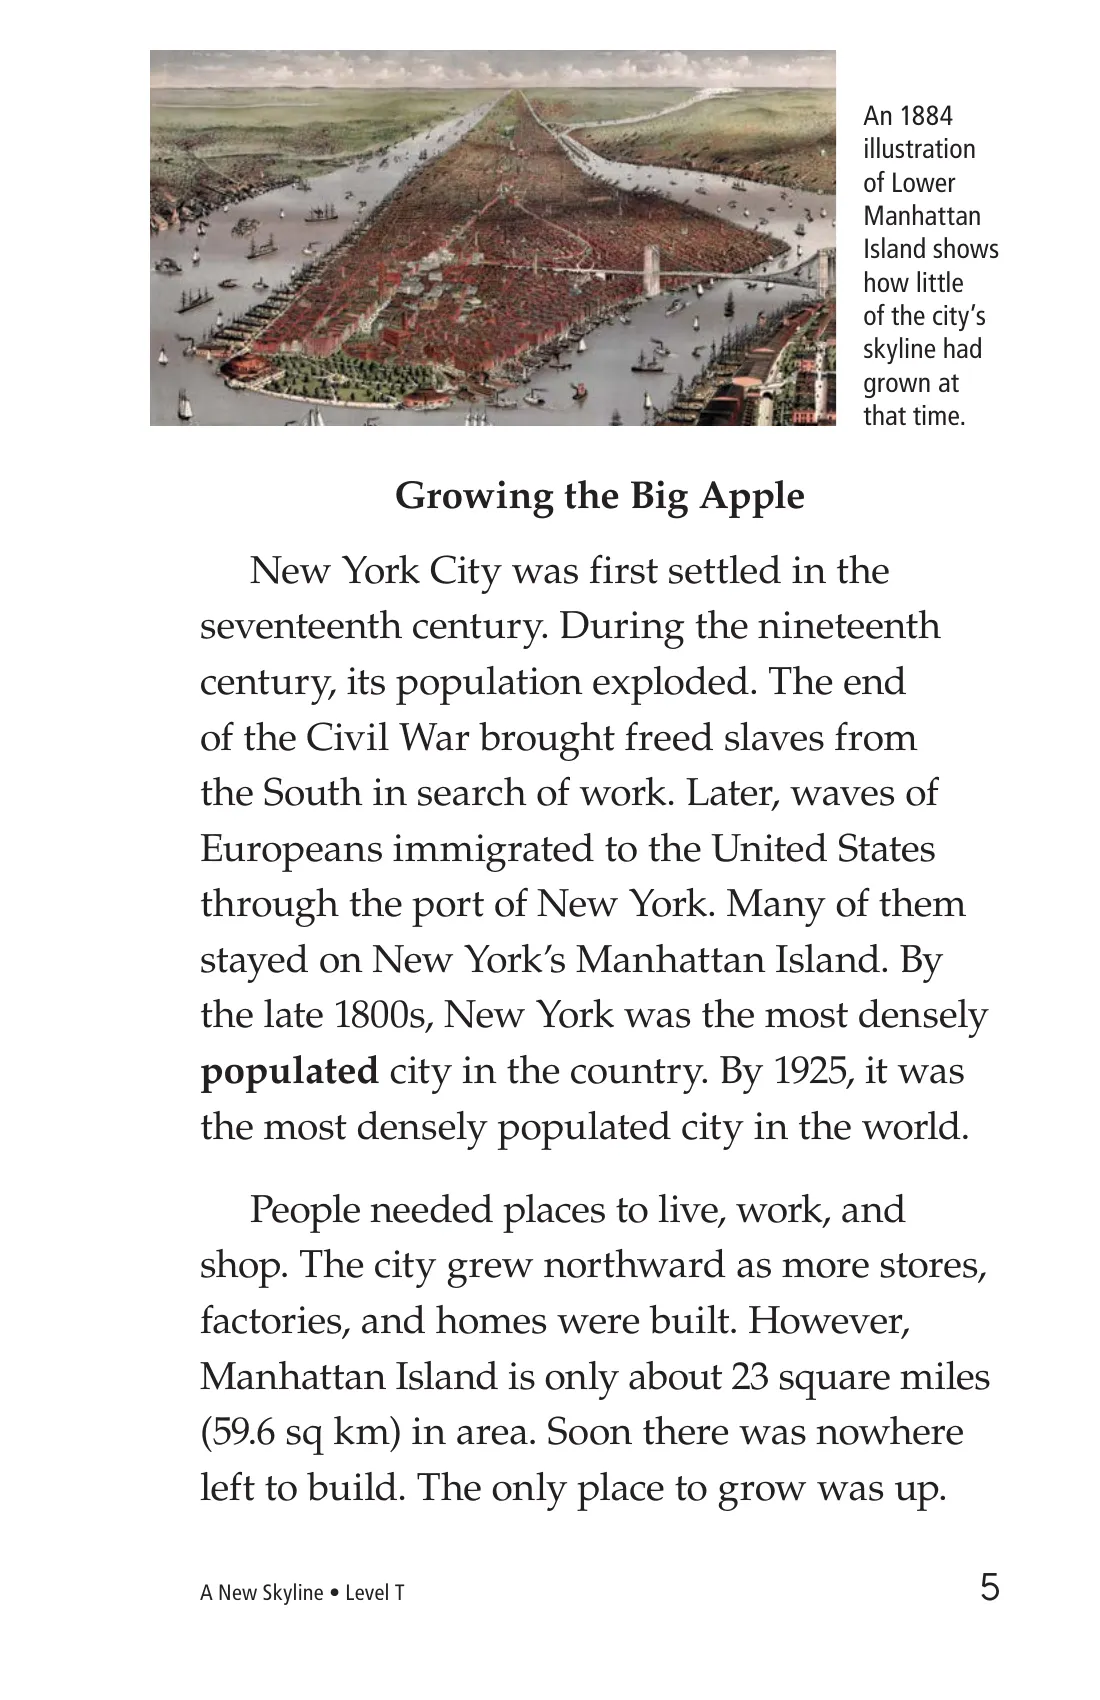 An 1884
illustration
of Lower
Manhattan
Island shows
how little
of the city's
skyline had
grown at
that time.
Growing the Big Apple
New York City was first settled in the
seventeenth century. During the nineteenth
century, its population exploded. The end
of the Civil War brought freed slaves from
the South in search of work. Later, waves of
Europeans immigrated to the United States
through the port of New York. Many of them
stayed on New York's Manhattan Island. By
the late 1800s, New York was the most densely
populated city in the country. By 1925, it was
the most densely populated city in the world.
People needed places to live, work, and
shop. The city grew northward as more stores,
factories, and homes were built. However,
Manhattan Island is only about 23 square miles
(59.6 sq km) in area. Soon there was nowhere
left to build. The only place to grow was up.
A New Skyline • Level T
5